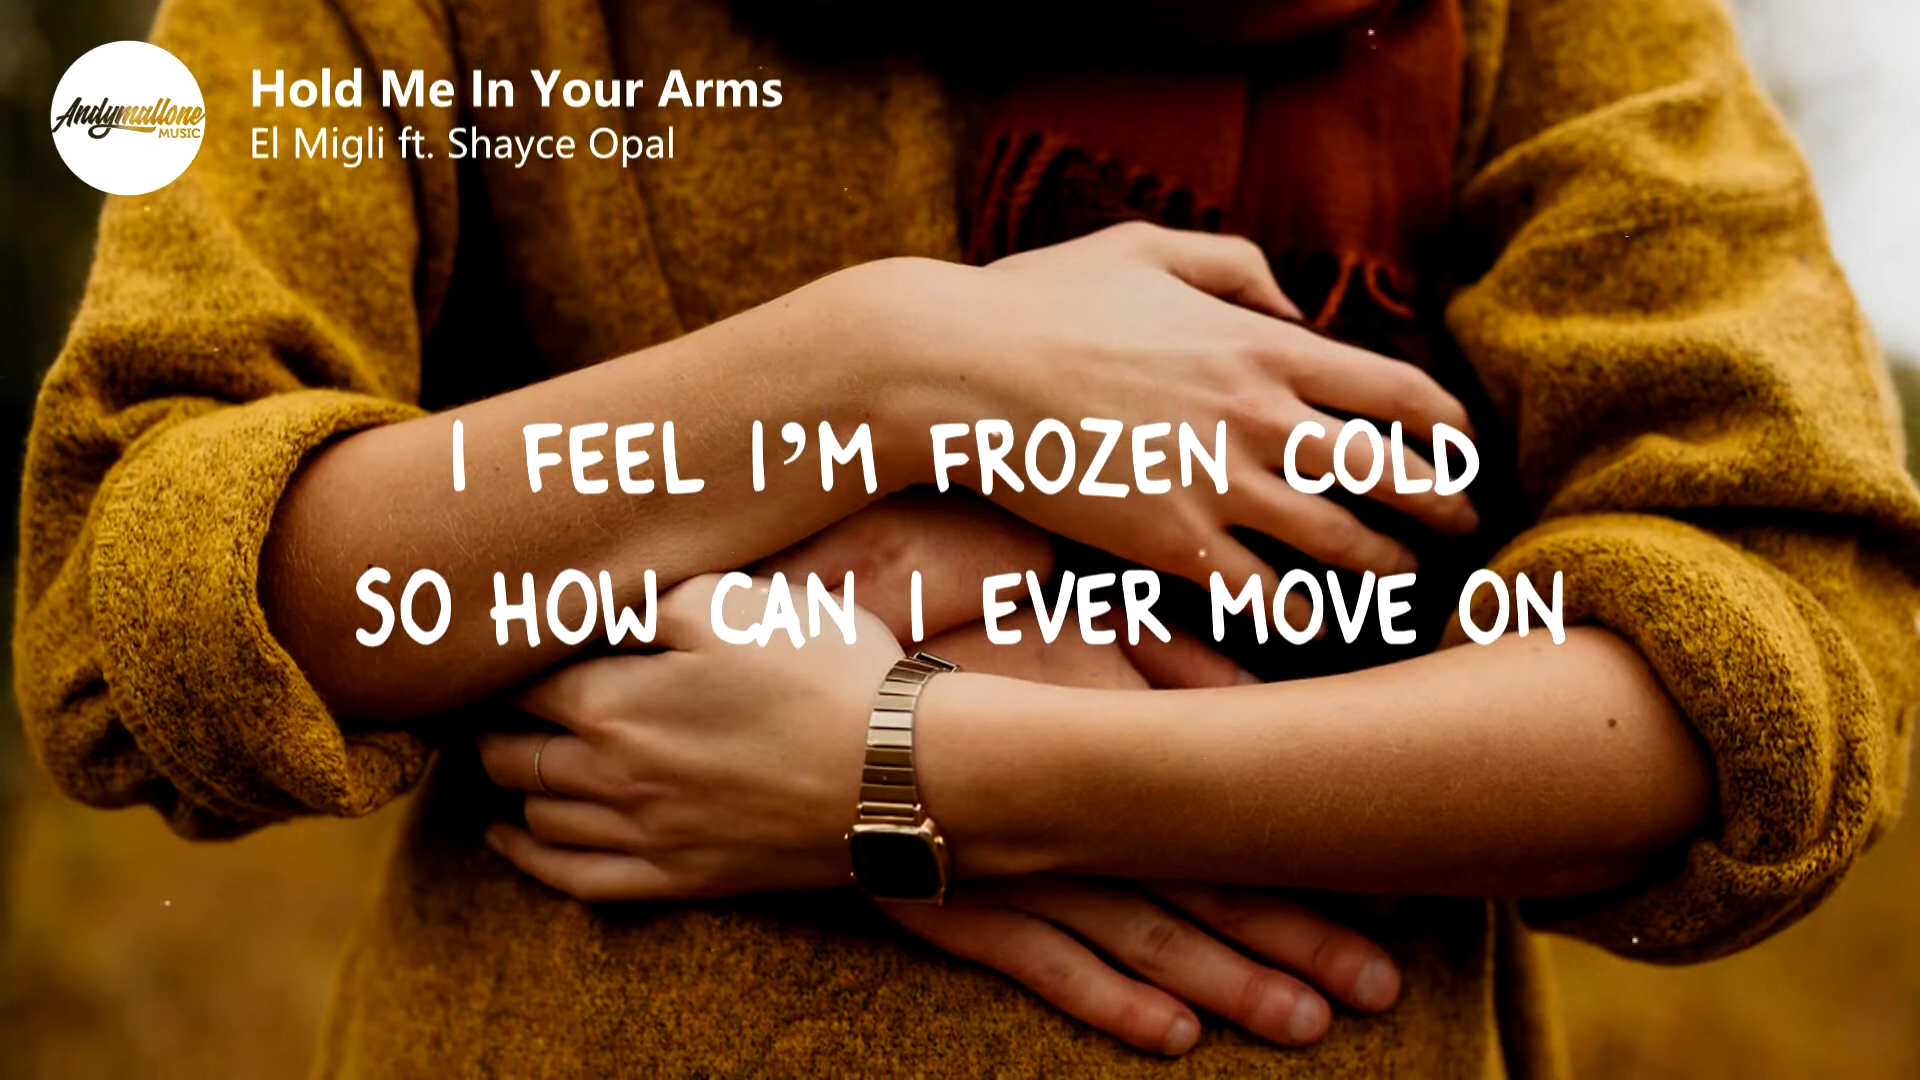 Andymallone
MUSIC
Hold Me In Your Arms
El Migli ft. Shayce Opal
I FEEL I'M FROZEN COLD
SO HOW CAN I EVER MOVE ON